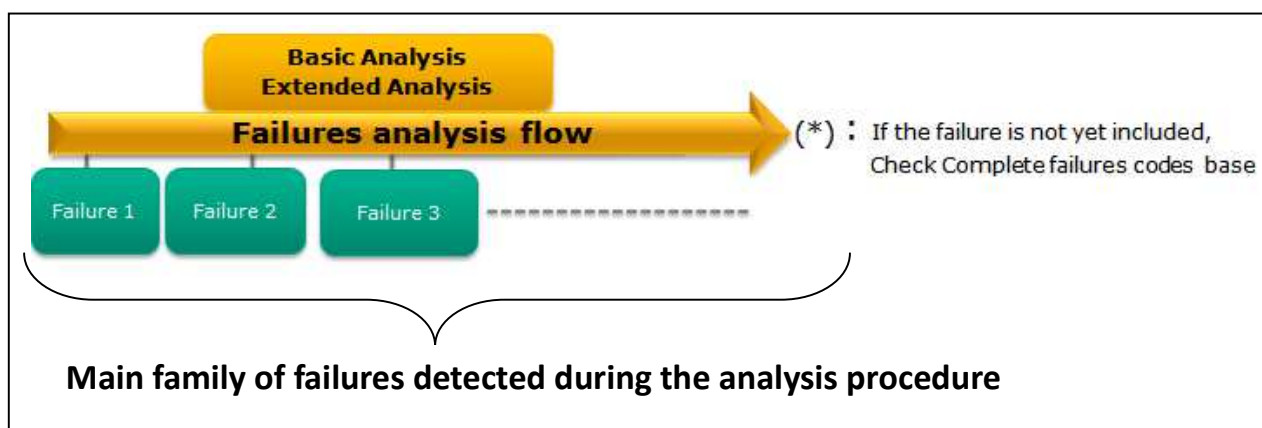 Basic Analysis
Extended Analysis
Failures analysis flow
(*) : If the failure is not yet included,
Check Complete failures codes base
Failure 1
Failure 2
Failure 3
Main family of failures detected during the analysis procedure